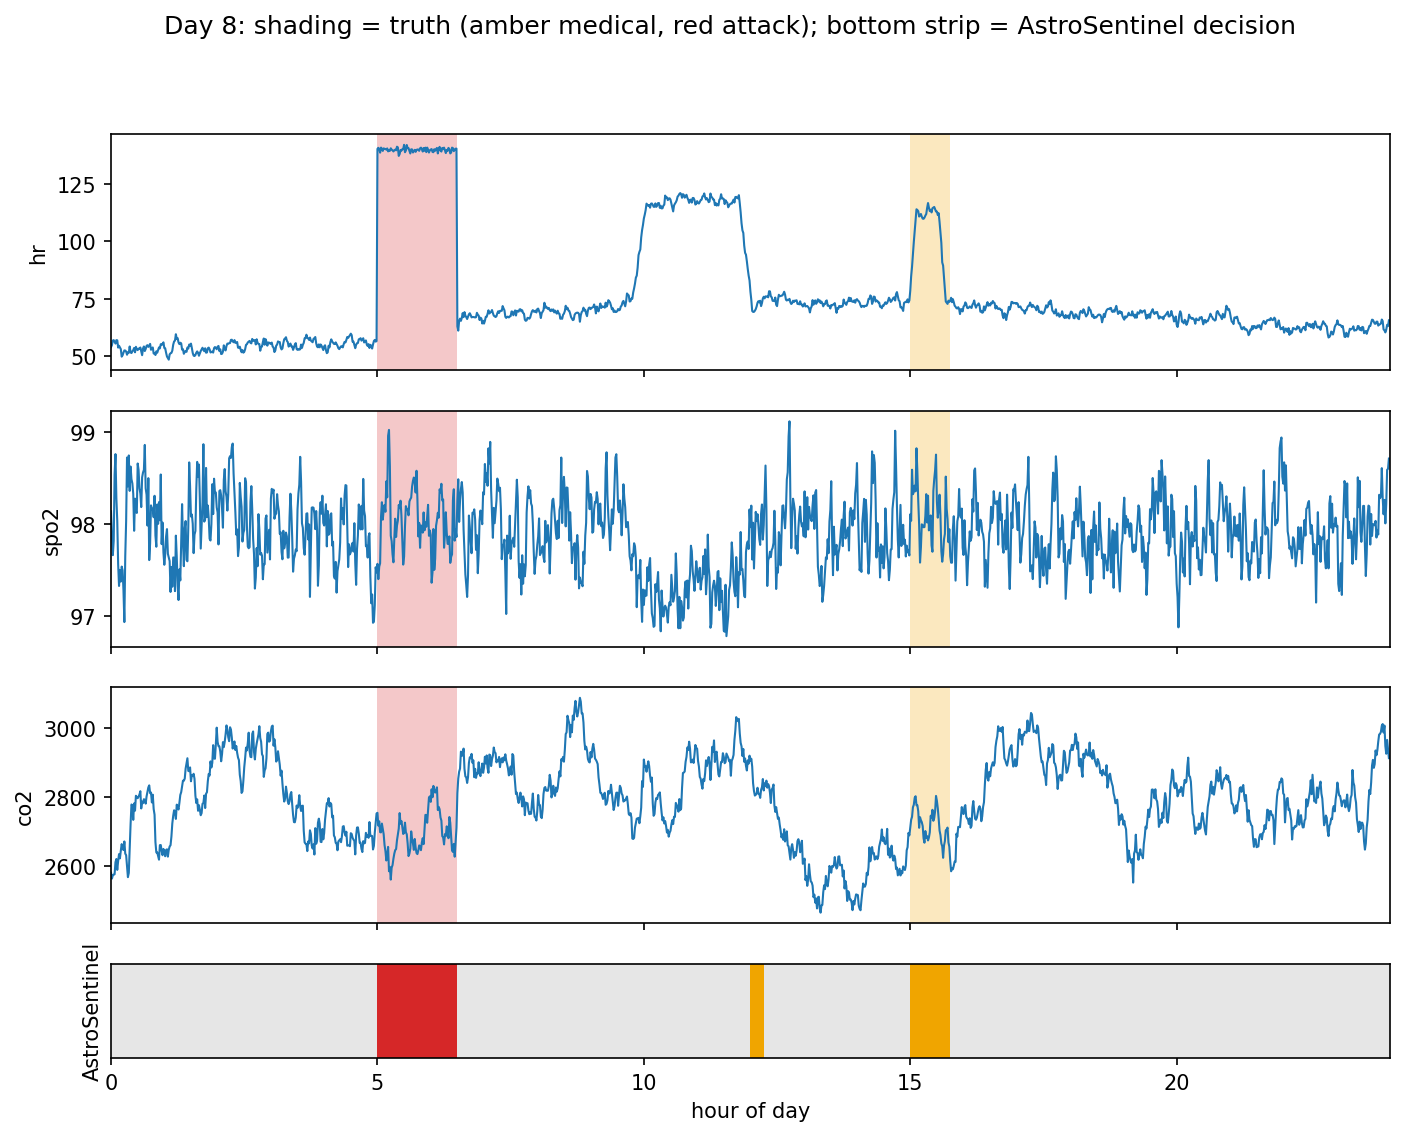 Day 8: shading = truth (amber medical, red attack); bottom strip = AstroSentinel decision
125
100
75
50
hr
99
98
97
spo2
3000
2800
2600
co2
AstroSentinel
0 5 10 15 20
hour of day